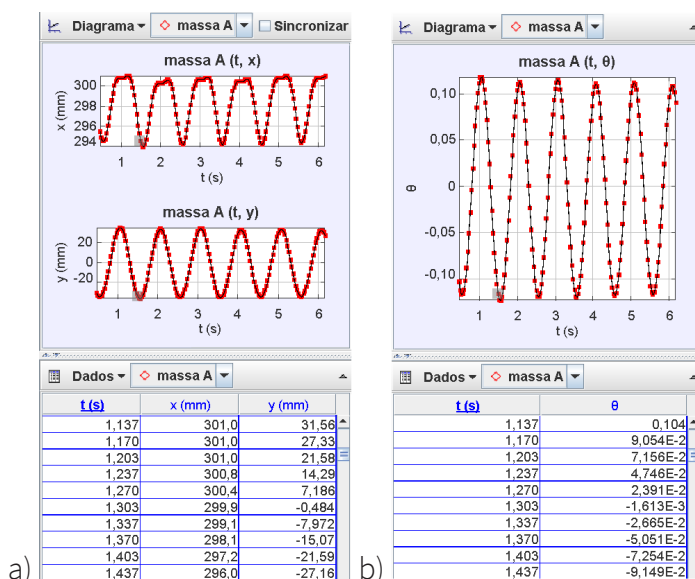 Diagrama massa A Sincronizar
massa A (t, x)
x (mm)
300
298
296
294
1 2 3 4 5 6
t (s)
massa A (t, y)
y (mm)
20
0
-20
1 2 3 4 5 6
t (s)
Dados massa A
t (s) x (mm) y (mm)
1,137 301,0 31,56
1,170 301,0 27,33
1,203 301,0 21,58
1,237 300,8 14,29
1,270 300,4 7,186
1,303 299,9 -0,484
1,337 299,1 -7,972
1,370 298,1 -15,07
1,403 297,2 -21,59
1,437 296,0 -27,16
a)
Diagrama massa A
massa A (t, θ)
θ
0,10
0,05
0
-0,05
-0,10
1 2 3 4 5 6
t (s)
Dados massa A
t (s) θ
1,137 0,104
1,170 9,054E-2
1,203 7,156E-2
1,237 4,746E-2
1,270 2,391E-2
1,303 -1,613E-3
1,337 -2,665E-2
1,370 -5,051E-2
1,403 -7,254E-2
1,437 -9,149E-2
b)